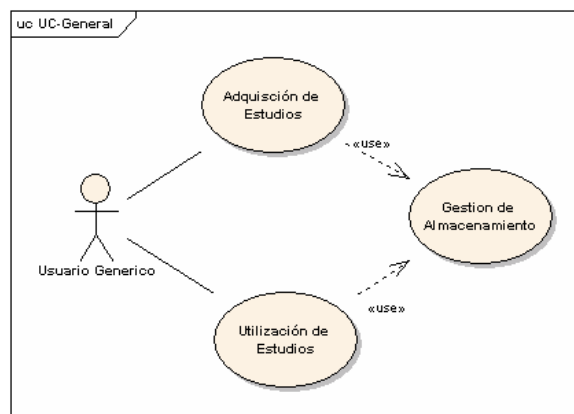 uc UC-General
Adquisción de
Estudios
«use»
Gestion de
Almacenamiento
Usuario Generico
«use»
Utilización de
Estudios